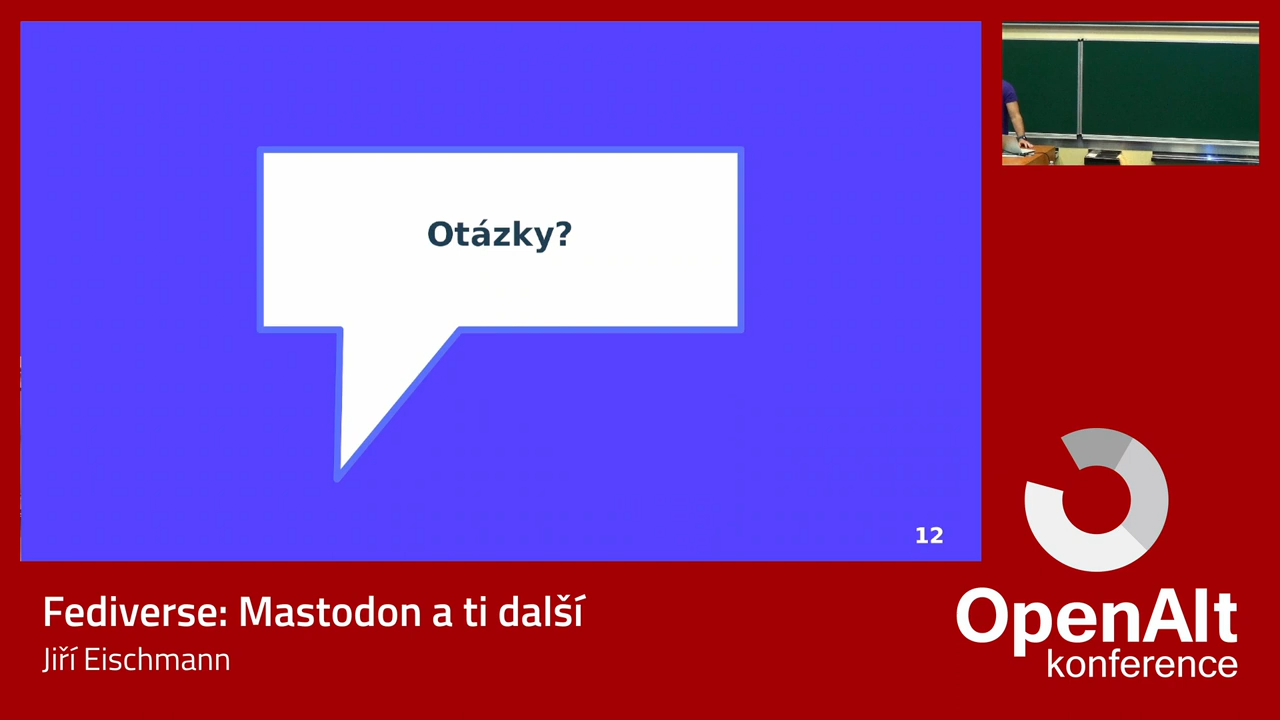 Otázky?
12
Fediverse: Mastodon a ti další
Jiří Eischmann
OpenAlt
konference